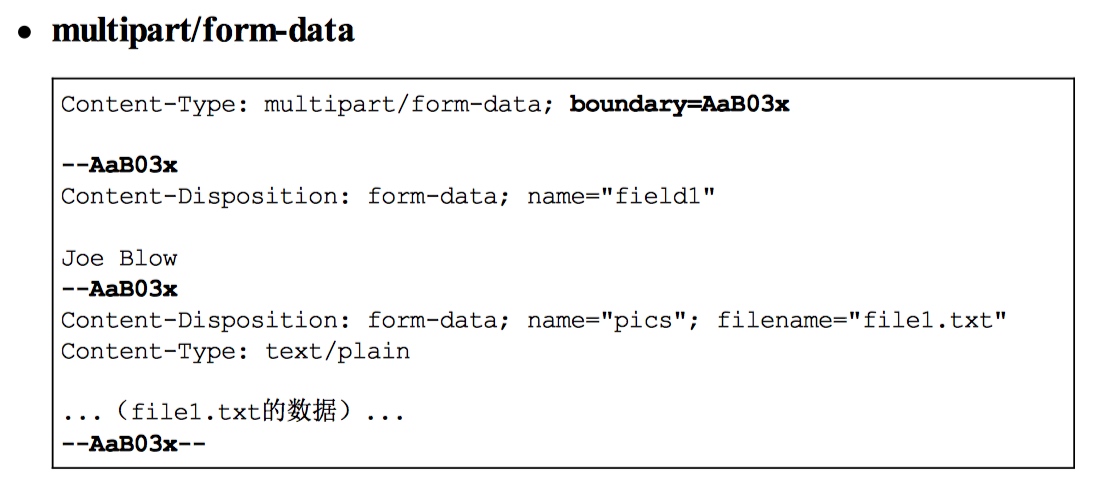 • multipart/form-data
Content-Type: multipart/form-data; boundary=AaB03x
--AaB03x
Content-Disposition: form-data; name="field1"
Joe Blow
--AaB03x
Content-Disposition: form-data; name="pics"; filename="file1.txt"
Content-Type: text/plain
...（file1.txt的数据）...
--AaB03x--